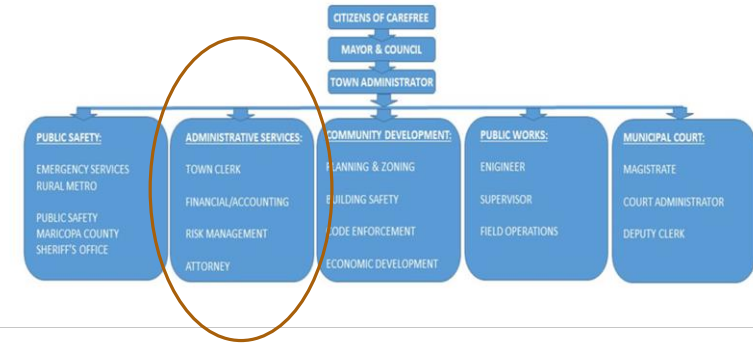 CITIZENS OF CAREFREE
MAYOR & COUNCIL
TOWN ADMINISTRATOR
PUBLIC SAFETY:
EMERGENCY SERVICES
RURAL METRO
PUBLIC SAFETY
MARICOPA COUNTY
SHERIFF'S OFFICE
ADMINISTRATIVE SERVICES:
TOWN CLERK
FINANCIAL/ACCOUNTING
RISK MANAGEMENT
ATTORNEY
COMMUNITY DEVELOPMENT:
PLANNING & ZONING
BUILDING SAFETY
CODE ENFORCEMENT
ECONOMIC DEVELOPMENT
PUBLIC WORKS:
ENIGINEER
SUPERVISOR
FIELD OPERATIONS
MUNICIPAL COURT:
MAGISTRATE
COURT ADMINISTRATOR
DEPUTY CLERK